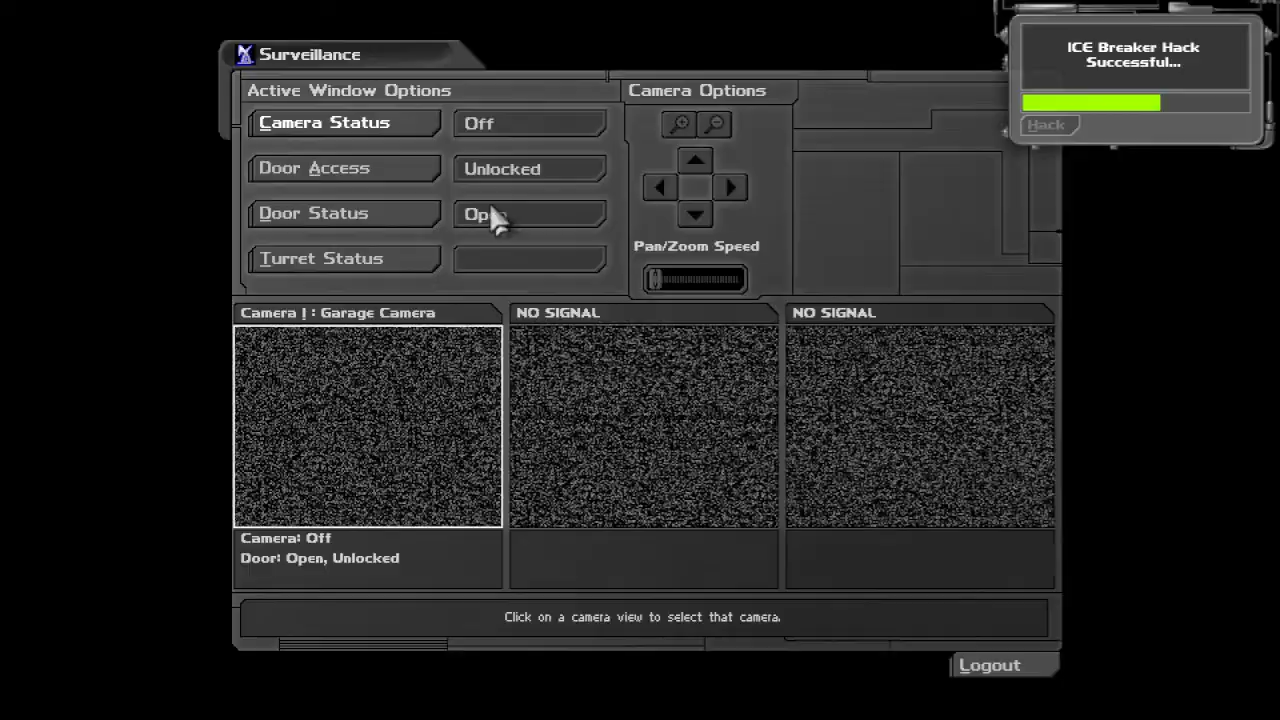 Surveillance
ICE Breaker Hack
Successful...
Hack
Active Window Options
Camera Options
Camera Status
Off
Door Access
Unlocked
Door Status
Open
Turret Status
Pan/Zoom Speed
Camera 1 : Garage Camera
NO SIGNAL
NO SIGNAL
Camera: Off
Door: Open, Unlocked
Click on a camera view to select that camera.
Logout